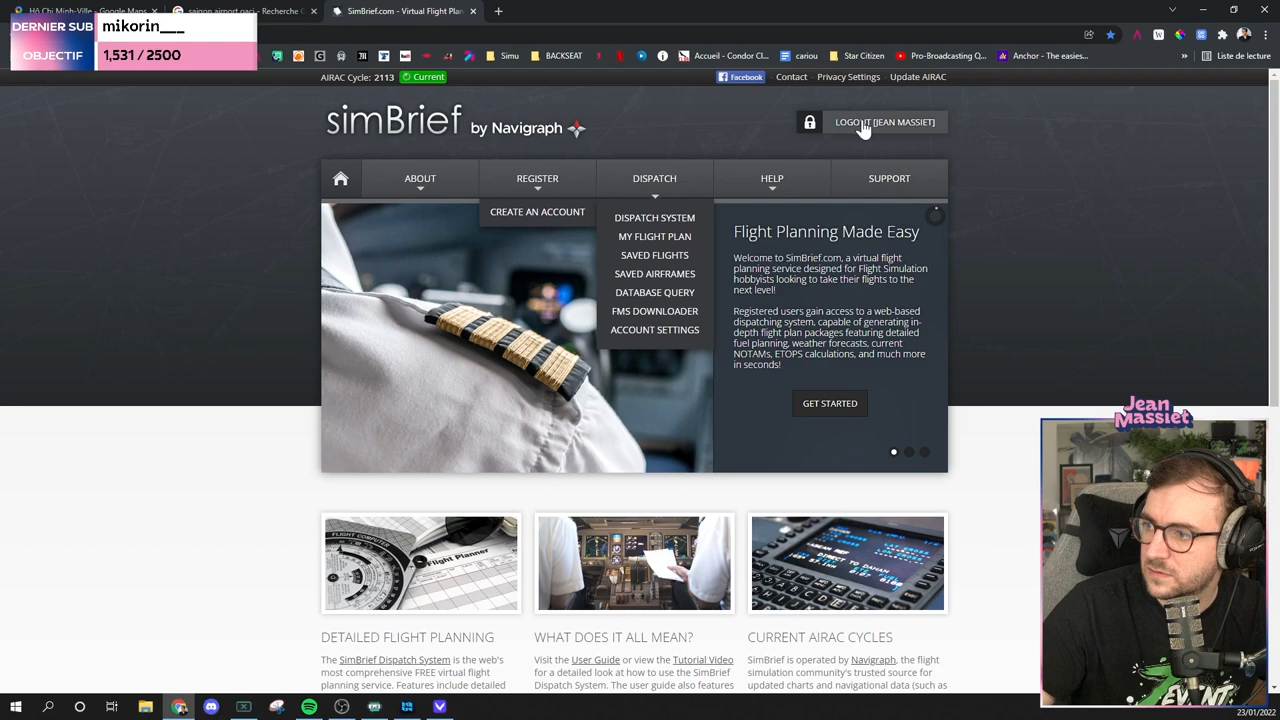 Hô Chi Minh-Ville
saigon airport oaci - Recherche G
SimBrief.com - Virtual Flight Plan
DERNIER SUB
mikorin___
OBJECTIF
1,531 / 2500
Simu
BACKSEAT
Accueil - Condor Cl...
cariou
Star Citizen
Pro-Broadcasting Q...
Anchor - The easies...
»
Liste de lecture
AIRAC Cycle: 2113
Current
Facebook
- Contact
- Privacy Settings
- Update AIRAC
simBrief by Navigraph
LOGOUT [JEAN MASSIET]
ABOUT
REGISTER
DISPATCH
HELP
SUPPORT
CREATE AN ACCOUNT
DISPATCH SYSTEM
MY FLIGHT PLAN
SAVED FLIGHTS
SAVED AIRFRAMES
DATABASE QUERY
FMS DOWNLOADER
ACCOUNT SETTINGS
Flight Planning Made Easy
Welcome to SimBrief.com, a virtual flight
planning service designed for Flight Simulation
hobbyists looking to take their flights to the
next level!
Registered users gain access to a web-based
dispatching system, capable of generating in-
depth flight plan packages featuring detailed
fuel planning, weather forecasts, current
NOTAMs, ETOPS calculations, and much more
in seconds!
GET STARTED
Jean
Massiet
FLIGHT COMPUTER
Flight Planner
DETAILED FLIGHT PLANNING
The SimBrief Dispatch System is the web's
most comprehensive FREE virtual flight
planning service. Features include detailed
WHAT DOES IT ALL MEAN?
Visit the User Guide or view the Tutorial Video
for a detailed look at how to use the SimBrief
Dispatch System. The user guide also features
CURRENT AIRAC CYCLES
SimBrief is operated by Navigraph, the flight
simulation community's trusted source for
updated charts and navigational data (such as
23/01/2022